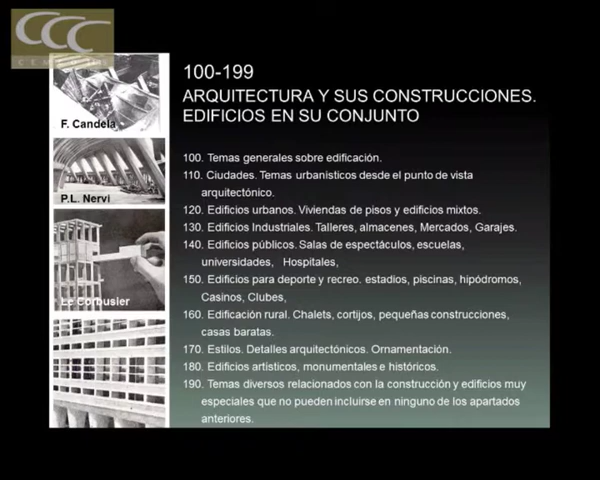 CCC
F. Candela
P.L. Nervi
Le Corbusier
100-199
ARQUITECTURA Y SUS CONSTRUCCIONES.
EDIFICIOS EN SU CONJUNTO
100. Temas generales sobre edificación.
110. Ciudades. Temas urbanísticos desde el punto de vista
arquitectónico.
120. Edificios urbanos. Viviendas de pisos y edificios mixtos.
130. Edificios Industriales. Talleres, almacenes, Mercados, Garajes.
140. Edificios públicos. Salas de espectáculos, escuelas,
universidades, Hospitales,
150. Edificios para deporte y recreo. estadios, piscinas, hipódromos,
Casinos, Clubes,
160. Edificación rural. Chalets, cortijos, pequeñas construcciones,
casas baratas.
170. Estilos. Detalles arquitectónicos. Ornamentación.
180. Edificios artísticos, monumentales e históricos.
190. Temas diversos relacionados con la construcción y edificios muy
especiales que no pueden incluirse en ninguno de los apartados
anteriores.